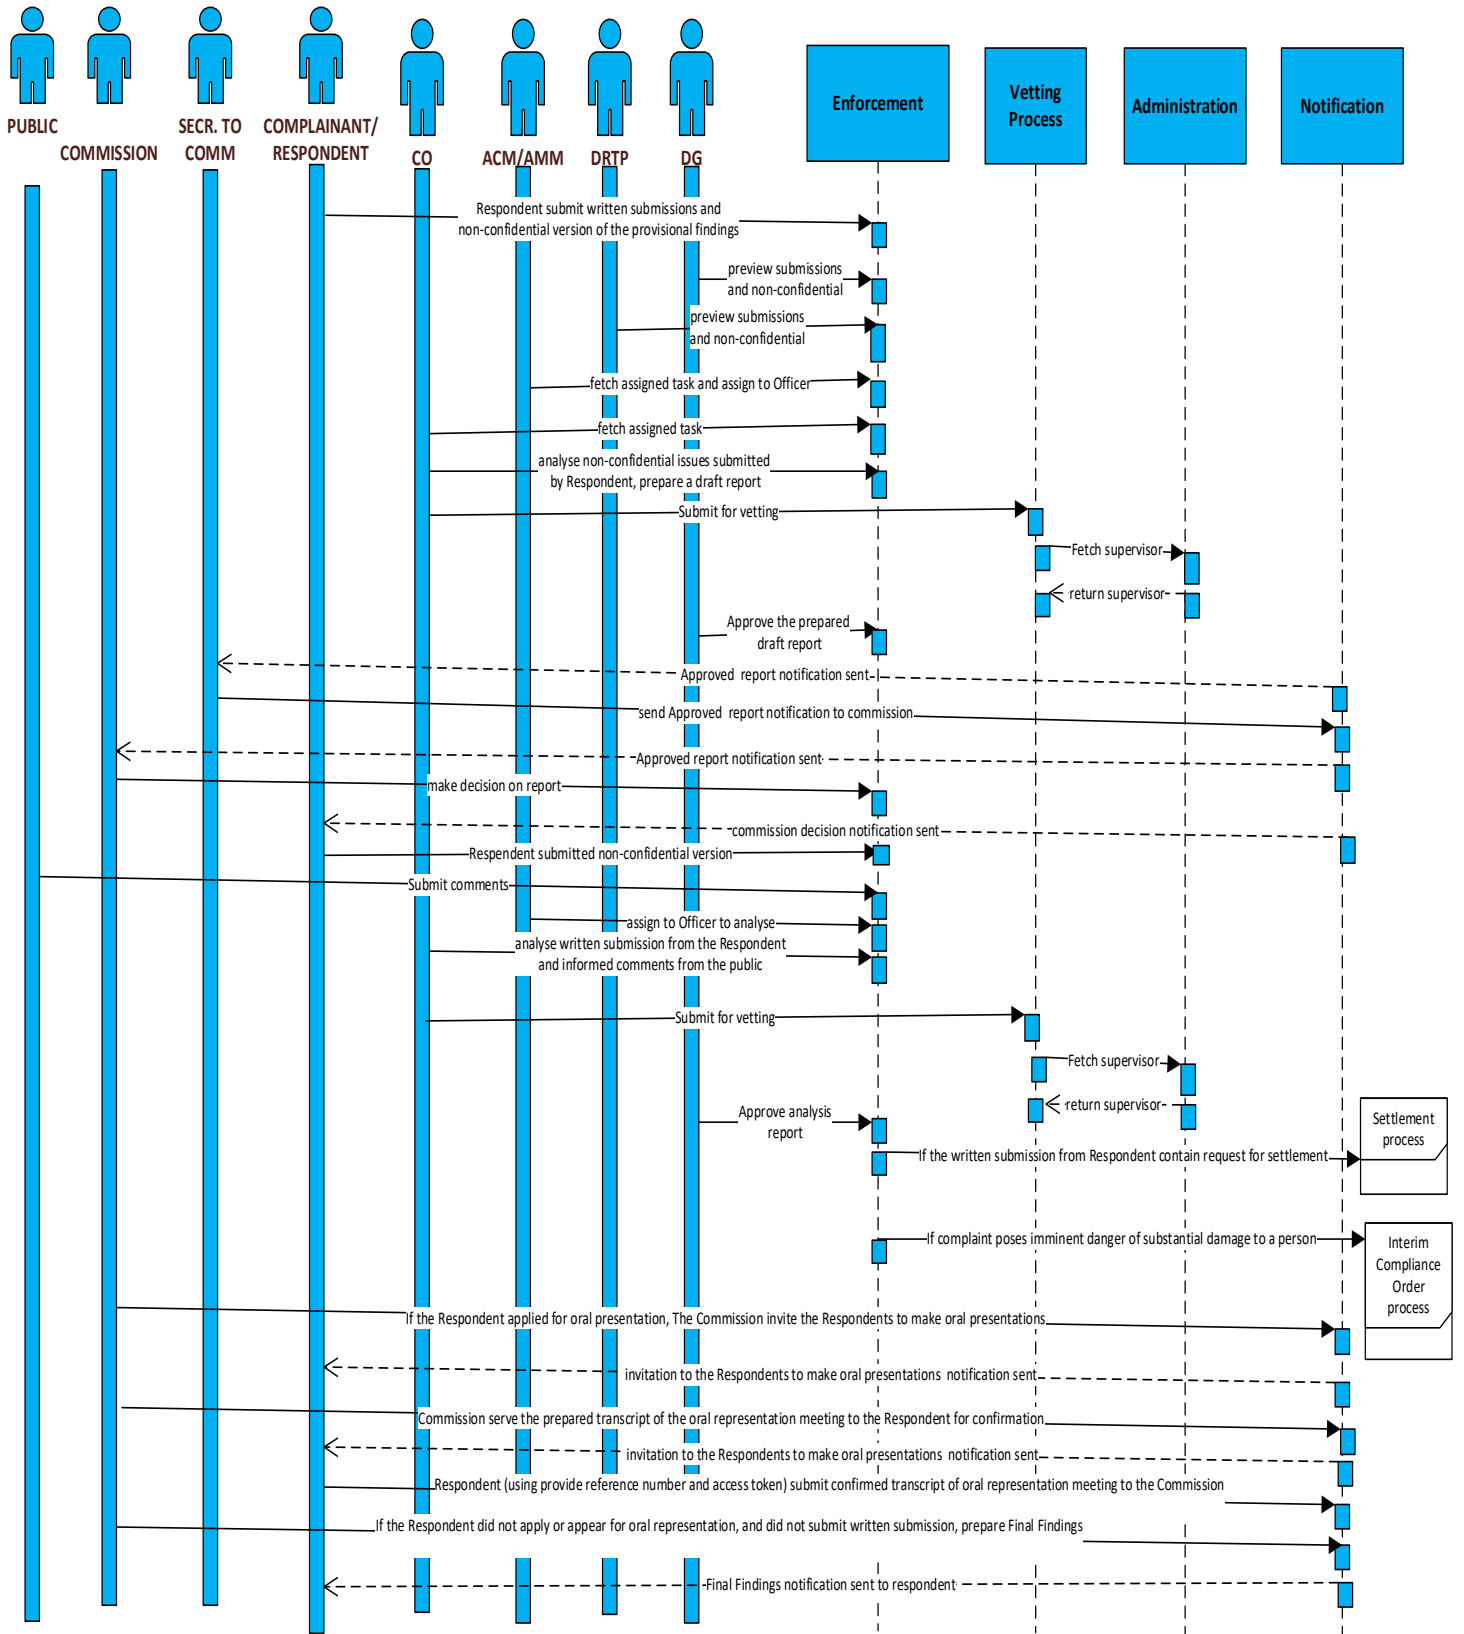 PUBLIC
COMMISSION
SECR. TO
COMM
COMPLAINANT/
RESPONDENT
CO
ACM/AMM
DRTP
DG
Enforcement
Vetting
Process
Administration
Notification
Respondent submit written submissions and
non-confidential version of the provisional findings
preview submissions
and non-confidential
preview submissions
and non-confidential
fetch assigned task and assign to Officer
fetch assigned task
analyse non-confidential issues submitted
by Respondent, prepare a draft report
Submit for vetting
Fetch supervisor
return supervisor
Approve the prepared
draft report
Approved report notification sent
send Approved report notification to commission
Approved report notification sent
make decision on report
commission decision notification sent
Respendent submitted non-confidential version
Submit comments
assign to Officer to analyse
analyse written submission from the Respondent
and informed comments from the public
Submit for vetting
Fetch supervisor
return supervisor
Approve analysis
report
Settlement
process
If the written submission from Respondent contain request for settlement
If complaint poses imminent danger of substantial damage to a person
Interim
Compliance
Order
process
If the Respondent applied for oral presentation, The Commission invite the Respondents to make oral presentations
invitation to the Respondents to make oral presentations notification sent
Commission serve the prepared transcript of the oral representation meeting to the Respondent for confirmation
invitation to the Respondents to make oral presentations notification sent
Respondent (using provide reference number and access token) submit confirmed transcript of oral representation meeting to the Commission
If the Respondent did not apply or appear for oral representation, and did not submit written submission, prepare Final Findings
Final Findings notification sent to respondent